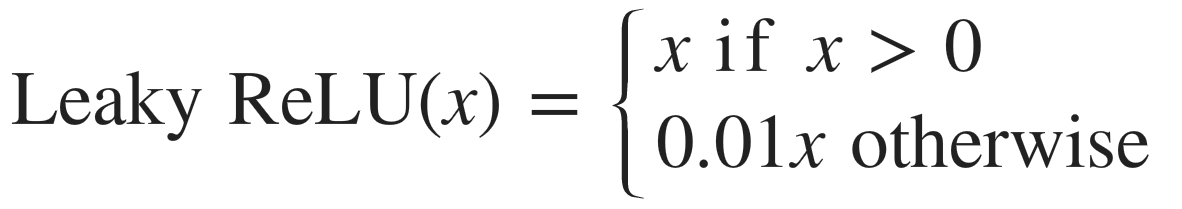 Leaky ReLU(x) = { x if x > 0
0.01x otherwise